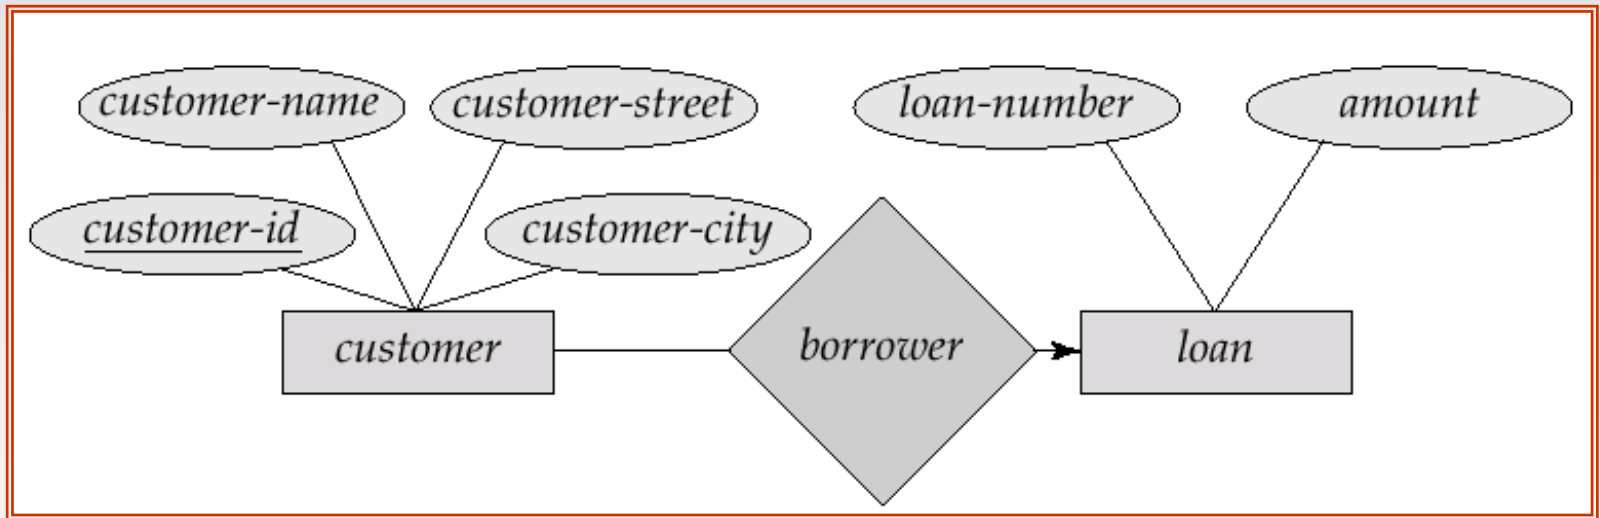 customer-name
customer-street
loan-number
amount
customer-id
customer-city
customer
borrower
loan